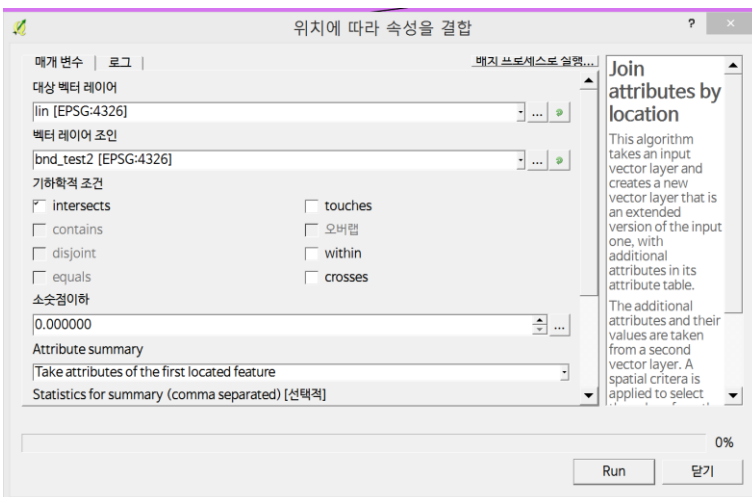 위치에 따라 속성을 결합
?
매개 변수 | 로그 |
배치 프로세스로 실행...
대상 벡터 레이어
lin [EPSG:4326]
...
벡터 레이어 조인
bnd_test2 [EPSG:4326]
...
기하학적 조건
intersects
touches
contains
오버랩
disjoint
within
equals
crosses
소숫점이하
0.000000
...
Attribute summary
Take attributes of the first located feature
Statistics for summary (comma separated) [선택적]
Join
attributes by
location
This algorithm
takes an input
vector layer and
creates a new
vector layer that is
an extended
version of the input
one, with
additional
attributes in its
attribute table.
The additional
attributes and their
values are taken
from a second
vector layer. A
spatial critera is
applied to select
0%
Run
닫기